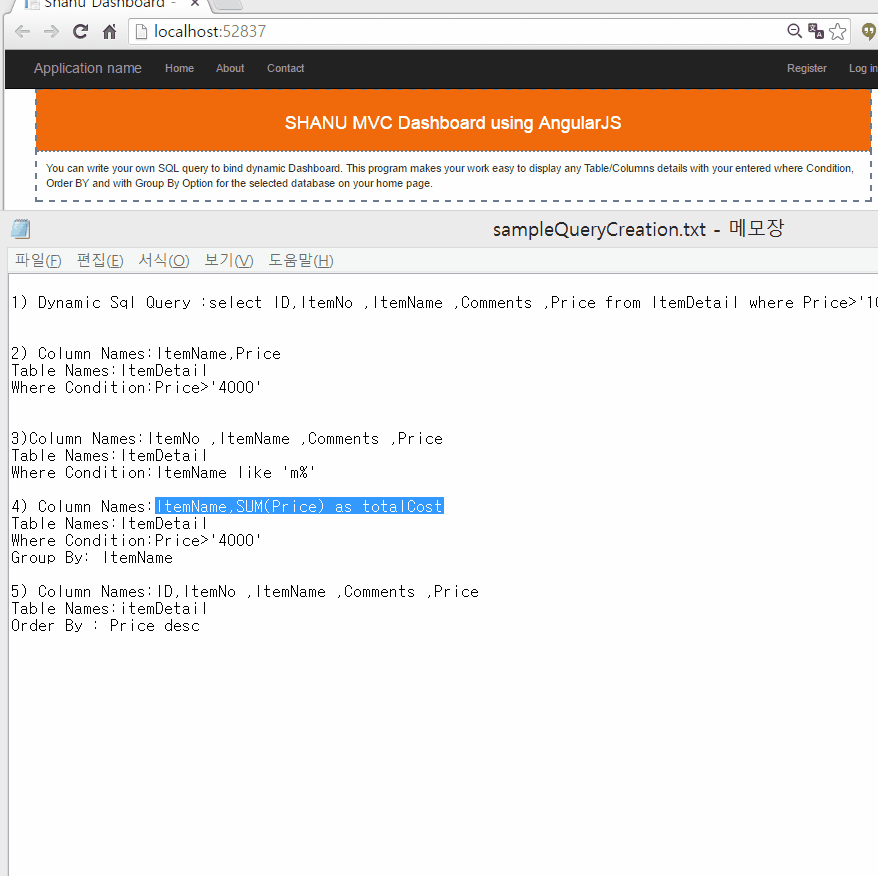 Shanu Dashboard -
localhost:52837
Application name Home About Contact Register Log in
SHANU MVC Dashboard using AngularJS
You can write your own SQL query to bind dynamic Dashboard. This program makes your work easy to display any Table/Columns details with your entered where Condition,
Order BY and with Group By Option for the selected database on your home page.
sampleQueryCreation.txt - 메모장
파일(F) 편집(E) 서식(O) 보기(V) 도움말(H)
1) Dynamic Sql Query :select ID,ItemNo ,ItemName ,Comments ,Price from ItemDetail where Price>'10
2) Column Names:ItemName,Price
Table Names:ItemDetail
Where Condition:Price>'4000'
3)Column Names:ItemNo ,ItemName ,Comments ,Price
Table Names:ItemDetail
Where Condition:ItemName like 'm%'
4) Column Names:ItemName,SUM(Price) as totalCost
Table Names:ItemDetail
Where Condition:Price>'4000'
Group By: ItemName
5) Column Names:ID,ItemNo ,ItemName ,Comments ,Price
Table Names:itemDetail
Order By : Price desc